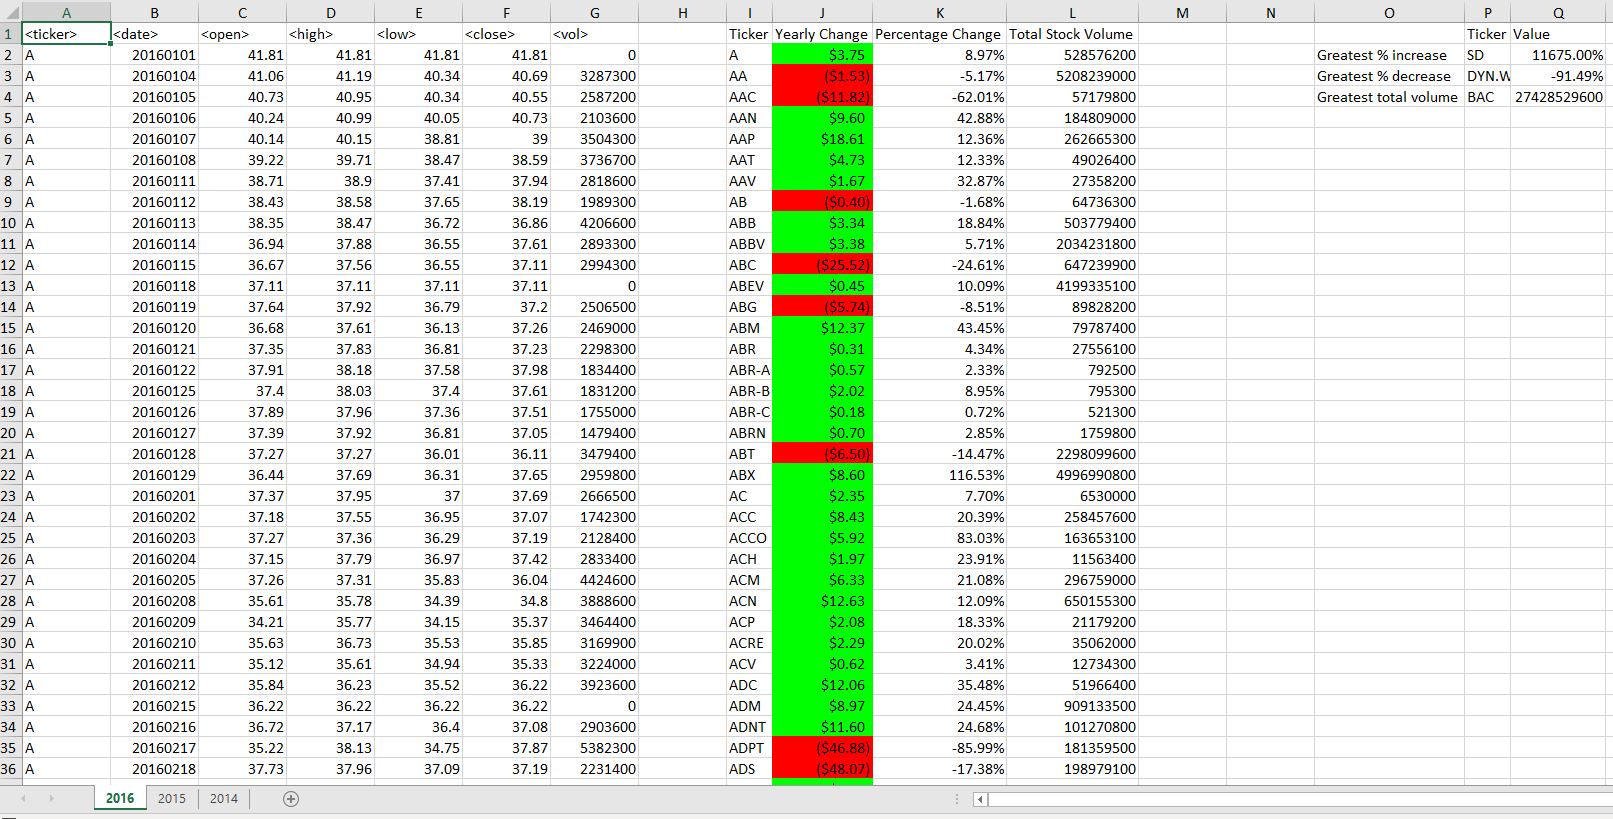 A B C D E F G H I J K L M N O P Q
1 <ticker> <date> <open> <high> <low> <close> <vol> Ticker Yearly Change Percentage Change Total Stock Volume Ticker Value
2 A 20160101 41.81 41.81 41.81 41.81 0 A $3.75 8.97% 528576200 Greatest % increase SD 11675.00%
3 A 20160104 41.06 41.19 40.34 40.69 3287300 AA ($1.53) -5.17% 5208239000 Greatest % decrease DYN.W -91.49%
4 A 20160105 40.73 40.95 40.34 40.55 2587200 AAC ($11.82) -62.01% 57179800 Greatest total volume BAC 27428529600
5 A 20160106 40.24 40.99 40.05 40.73 2103600 AAN $9.60 42.88% 184809000
6 A 20160107 40.14 40.15 38.81 39 3504300 AAP $18.61 12.36% 262665300
7 A 20160108 39.22 39.71 38.47 38.59 3736700 AAT $4.73 12.33% 49026400
8 A 20160111 38.71 38.9 37.41 37.94 2818600 AAV $1.67 32.87% 27358200
9 A 20160112 38.43 38.58 37.65 38.19 1989300 AB ($0.40) -1.68% 64736300
10 A 20160113 38.35 38.47 36.72 36.86 4206600 ABB $3.34 18.84% 503779400
11 A 20160114 36.94 37.88 36.55 37.61 2893300 ABBV $3.38 5.71% 2034231800
12 A 20160115 36.67 37.56 36.55 37.11 2994300 ABC ($25.52) -24.61% 647239900
13 A 20160118 37.11 37.11 37.11 37.11 0 ABEV $0.45 10.09% 4199335100
14 A 20160119 37.64 37.92 36.79 37.2 2506500 ABG ($5.74) -8.51% 89828200
15 A 20160120 36.68 37.61 36.13 37.26 2469000 ABM $12.37 43.45% 79787400
16 A 20160121 37.35 37.83 36.81 37.23 2298300 ABR $0.31 4.34% 27556100
17 A 20160122 37.91 38.18 37.58 37.98 1834400 ABR-A $0.57 2.33% 792500
18 A 20160125 37.4 38.03 37.4 37.61 1831200 ABR-B $2.02 8.95% 795300
19 A 20160126 37.89 37.96 37.36 37.51 1755000 ABR-C $0.18 0.72% 521300
20 A 20160127 37.39 37.92 36.81 37.05 1479400 ABRN $0.70 2.85% 1759800
21 A 20160128 37.27 37.27 36.01 36.11 3479400 ABT ($6.50) -14.47% 2298099600
22 A 20160129 36.44 37.69 36.31 37.65 2959800 ABX $8.60 116.53% 4996990800
23 A 20160201 37.37 37.95 37 37.69 2666500 AC $2.35 7.70% 6530000
24 A 20160202 37.18 37.55 36.95 37.07 1742300 ACC $8.43 20.39% 258457600
25 A 20160203 37.27 37.36 36.29 37.19 2128400 ACCO $5.92 83.03% 163653100
26 A 20160204 37.15 37.79 36.97 37.42 2833400 ACH $1.97 23.91% 11563400
27 A 20160205 37.26 37.31 35.83 36.04 4424600 ACM $6.33 21.08% 296759000
28 A 20160208 35.61 35.78 34.39 34.8 3888600 ACN $12.63 12.09% 650155300
29 A 20160209 34.21 35.77 34.15 35.37 3464400 ACP $2.08 18.33% 21179200
30 A 20160210 35.63 36.73 35.53 35.85 3169900 ACRE $2.29 20.02% 35062000
31 A 20160211 35.12 35.61 34.94 35.33 3224000 ACV $0.62 3.41% 12734300
32 A 20160212 35.84 36.23 35.52 36.22 3923600 ADC $12.06 35.48% 51966400
33 A 20160215 36.22 36.22 36.22 36.22 0 ADM $8.97 24.45% 909133500
34 A 20160216 36.72 37.17 36.4 37.08 2903600 ADNT $11.60 24.68% 101270800
35 A 20160217 35.22 38.13 34.75 37.87 5382300 ADPT ($46.88) -85.99% 181359500
36 A 20160218 37.73 37.96 37.09 37.19 2231400 ADS ($48.07) -17.38% 198979100
2016 2015 2014